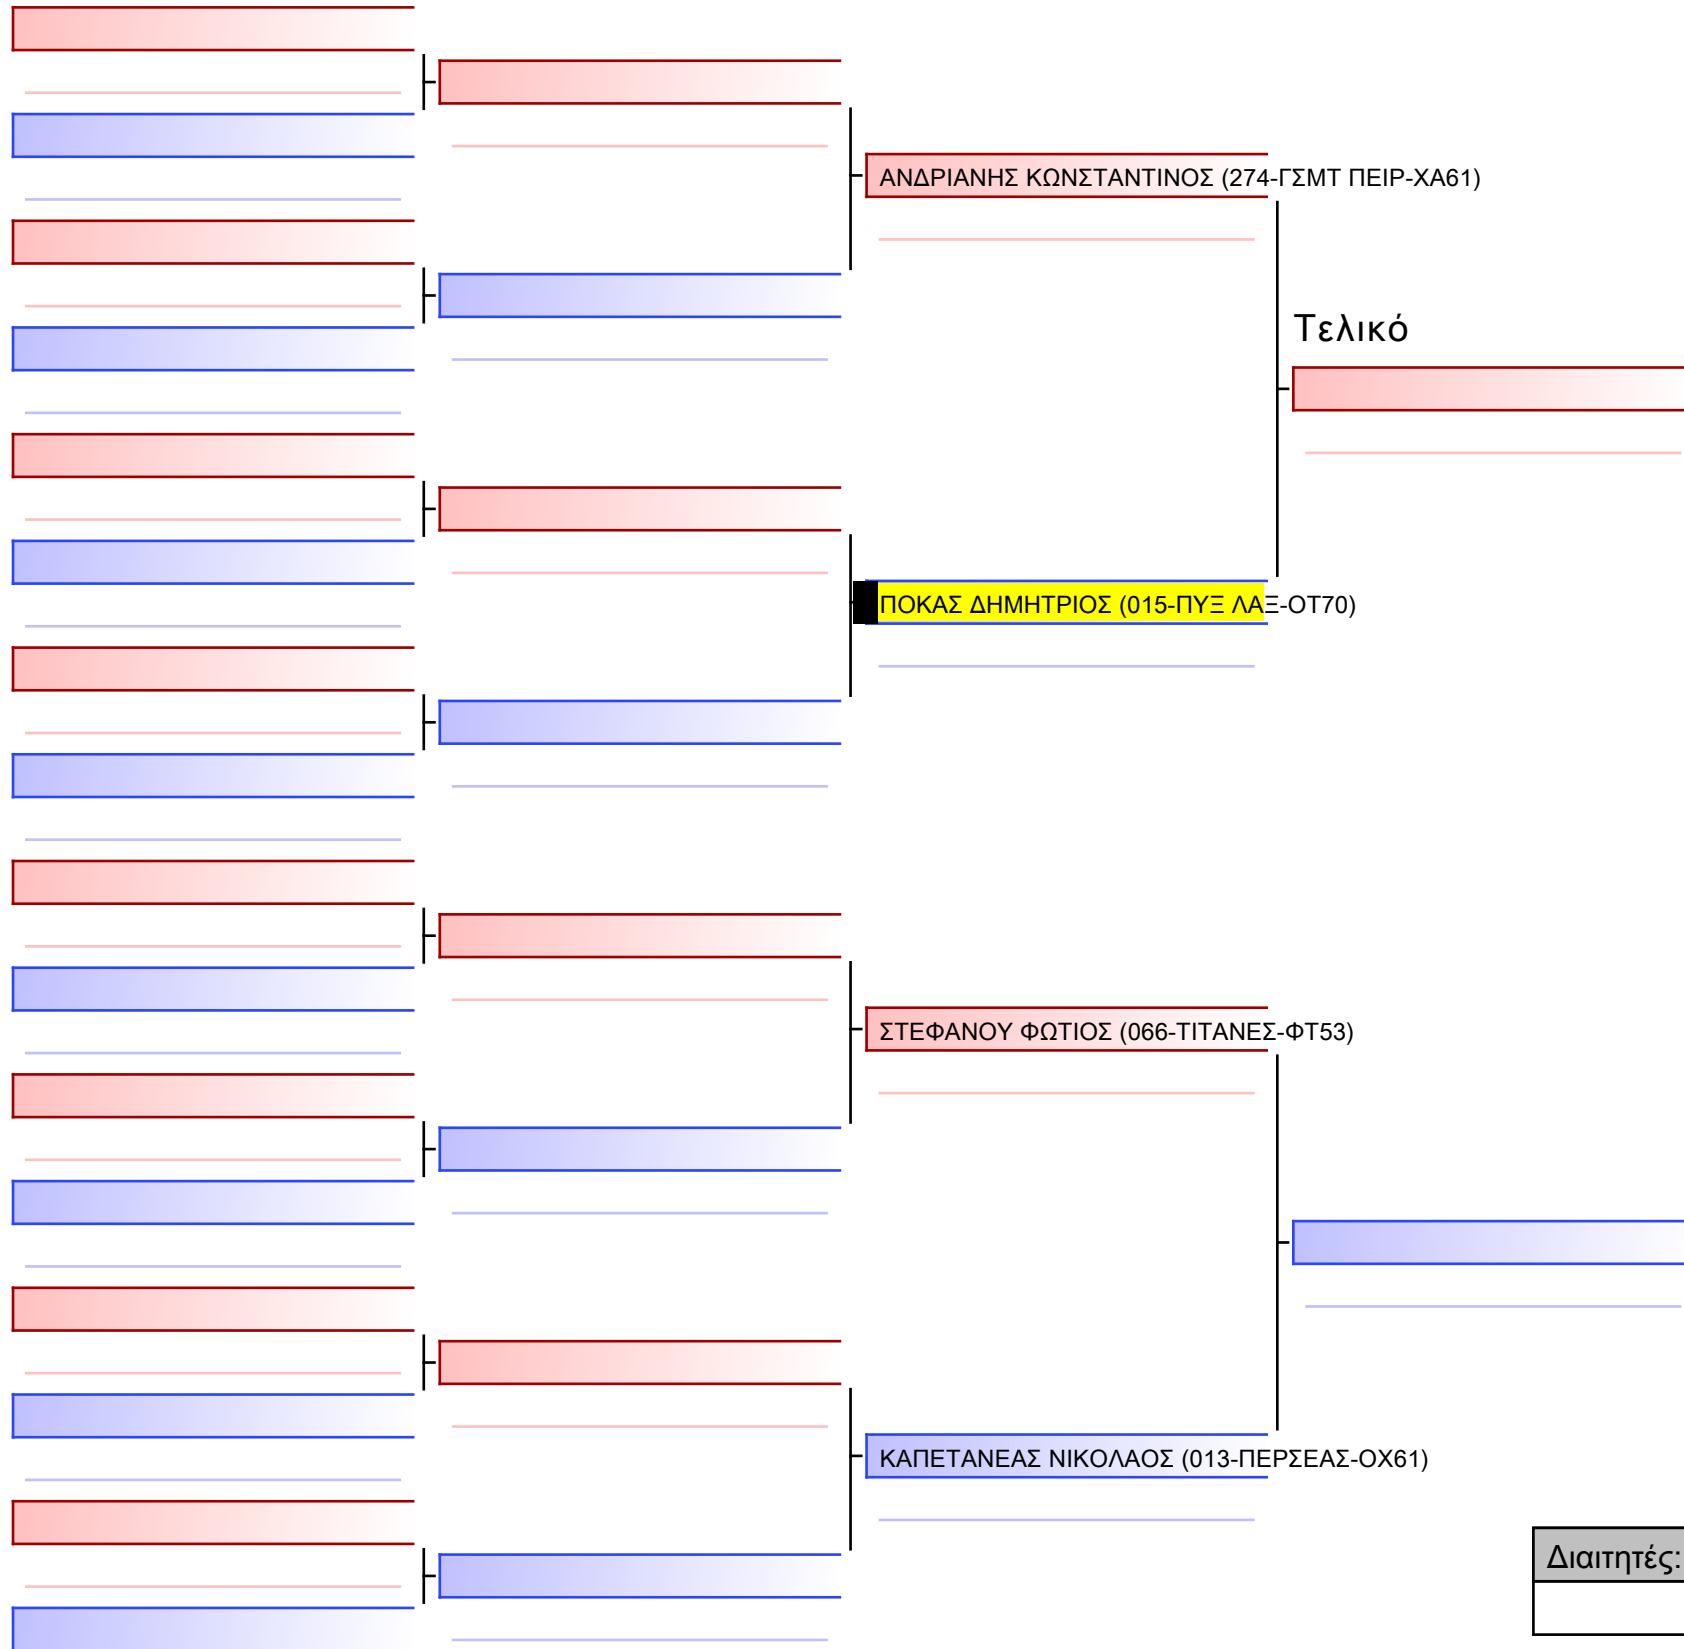 ΑΝΔΡΙΑΝΗΣ ΚΩΝΣΤΑΝΤΙΝΟΣ (274-ΓΣΜΤ ΠΕΙΡ-ΧΑ61)
Τελικό
ΠΟΚΑΣ ΔΗΜΗΤΡΙΟΣ (015-ΠΥΞ ΛΑΞ-ΟΤ70)
ΣΤΕΦΑΝΟΥ ΦΩΤΙΟΣ (066-ΤΙΤΑΝΕΣ-ΦΤ53)
ΚΑΠΕΤΑΝΕΑΣ ΝΙΚΟΛΑΟΣ (013-ΠΕΡΣΕΑΣ-ΟΧ61)
Διαιτητές: